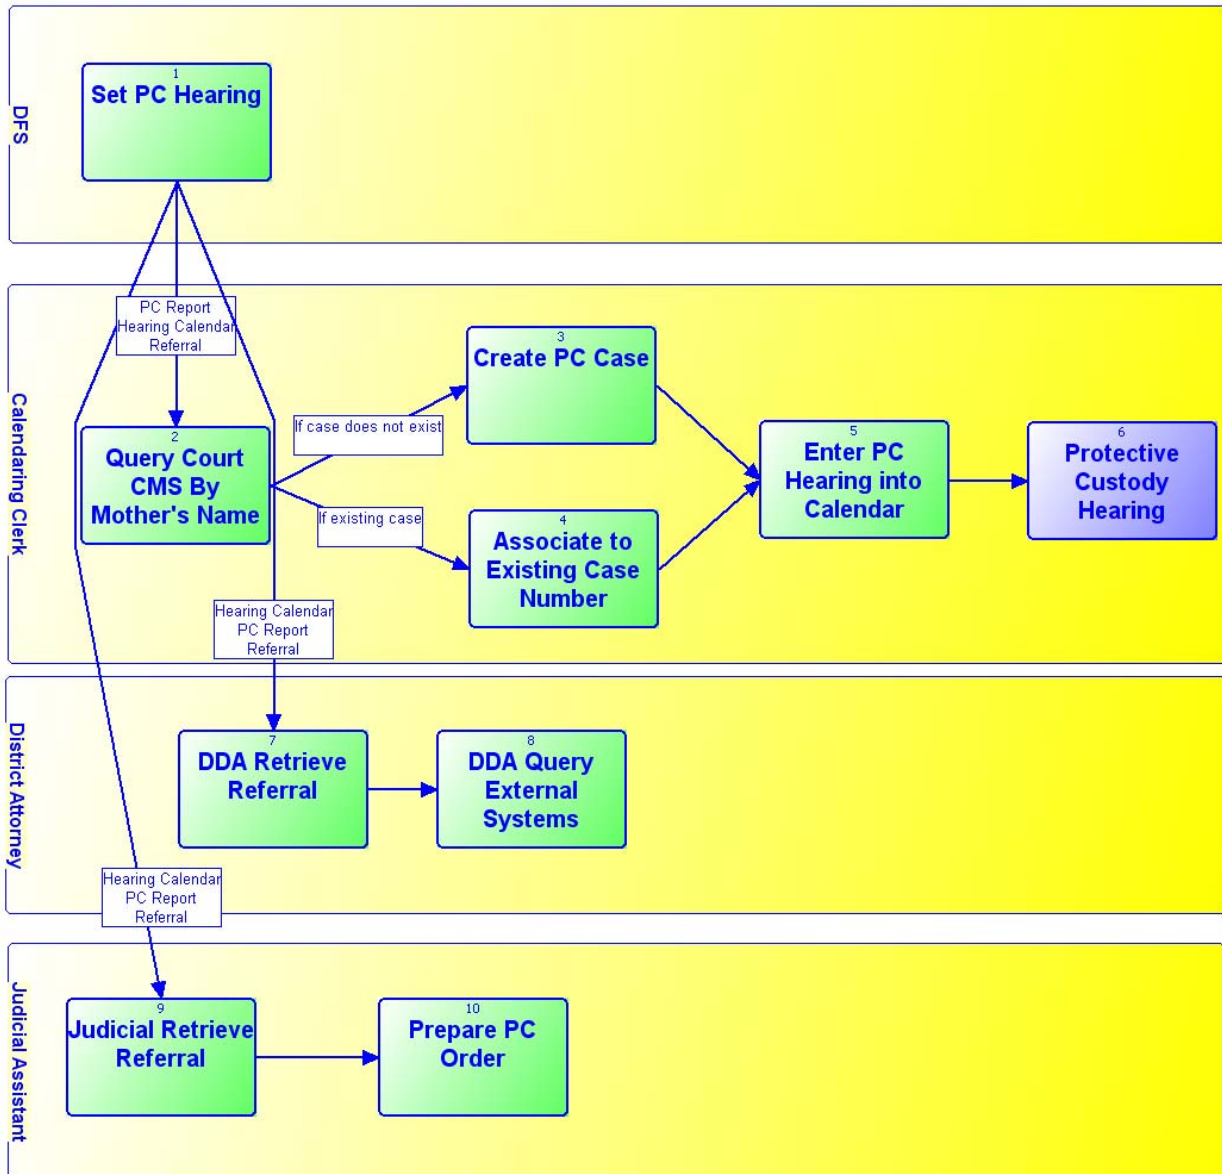 DFS
1
Set PC Hearing
PC Report
Hearing Calendar
Referral
Calendaring Clerk
2
Query Court
CMS By
Mother's Name
If case does not exist
If existing case
3
Create PC Case
4
Associate to
Existing Case
Number
5
Enter PC
Hearing into
Calendar
6
Protective
Custody
Hearing
Hearing Calendar
PC Report
Referral
District Attorney
7
DDA Retrieve
Referral
8
DDA Query
External
Systems
Hearing Calendar
PC Report
Referral
Judicial Assistant
9
Judicial Retrieve
Referral
10
Prepare PC
Order